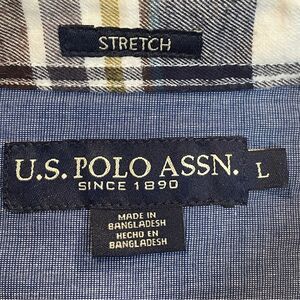 STRETCH
U.S. POLO ASSN.
SINCE 1890
L
MADE IN
BANGLADESH
HECHO EN
BANGLADESH